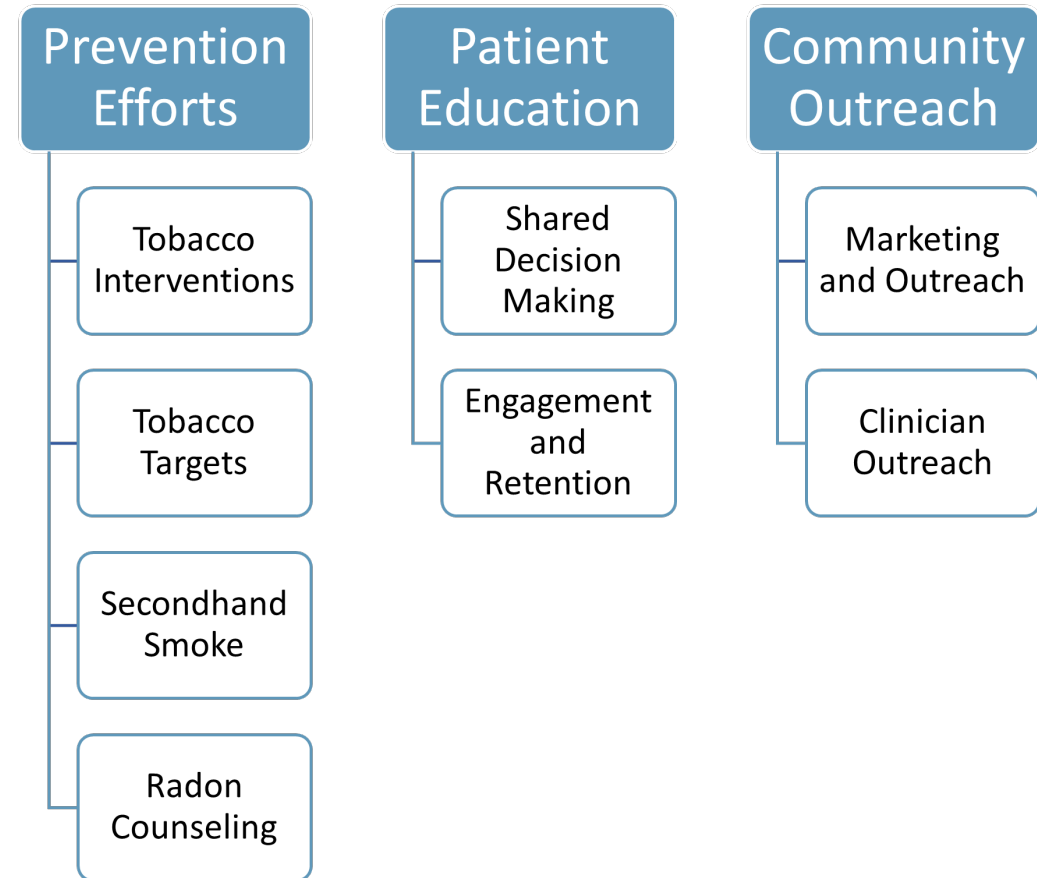 Prevention
Efforts
Tobacco
Interventions
Tobacco
Targets
Secondhand
Smoke
Radon
Counseling
Patient
Education
Shared
Decision
Making
Engagement
and
Retention
Community
Outreach
Marketing
and Outreach
Clinician
Outreach